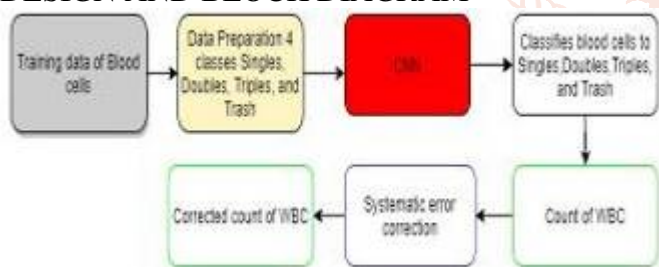 DESIGN AND BLOCK DIAGRAM
Training data of Blood
cells
Data Preparation 4
classes Singles,
Doubles, Triples, and
Trash
Classifies blood cells to
Singles,Doubles,Triples,
and Trash
Count of WBC
Systematic error
correction
Corrected count of WBC